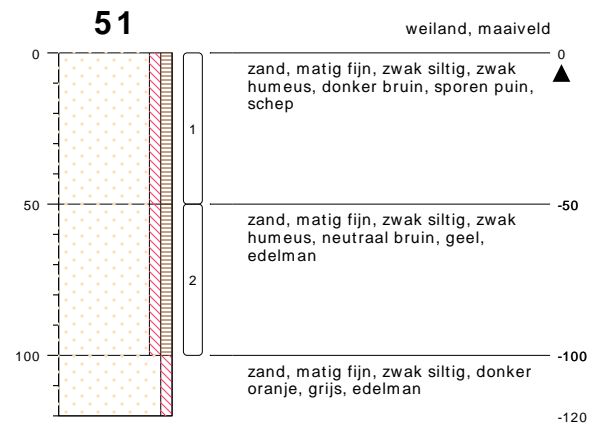 51
weiland, maaiveld
0
0
zand, matig fijn, zwak siltig, zwak
humeus, donker bruin, sporen puin,
schep
1
50
-50
zand, matig fijn, zwak siltig, zwak
humeus, neutraal bruin, geel,
edelman
2
100
-100
zand, matig fijn, zwak siltig, donker
oranje, grijs, edelman
-120